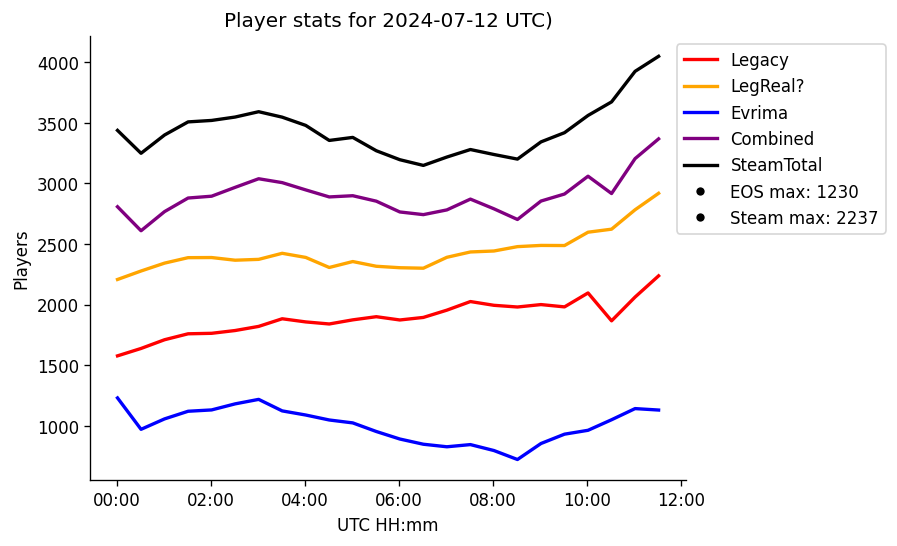 Player stats for 2024-07-12 UTC)
Legacy
LegReal?
Evrima
Combined
SteamTotal
EOS max: 1230
Steam max: 2237
Players
4000
3500
3000
2500
2000
1500
1000
00:00 02:00 04:00 06:00 08:00 10:00 12:00
UTC HH:mm